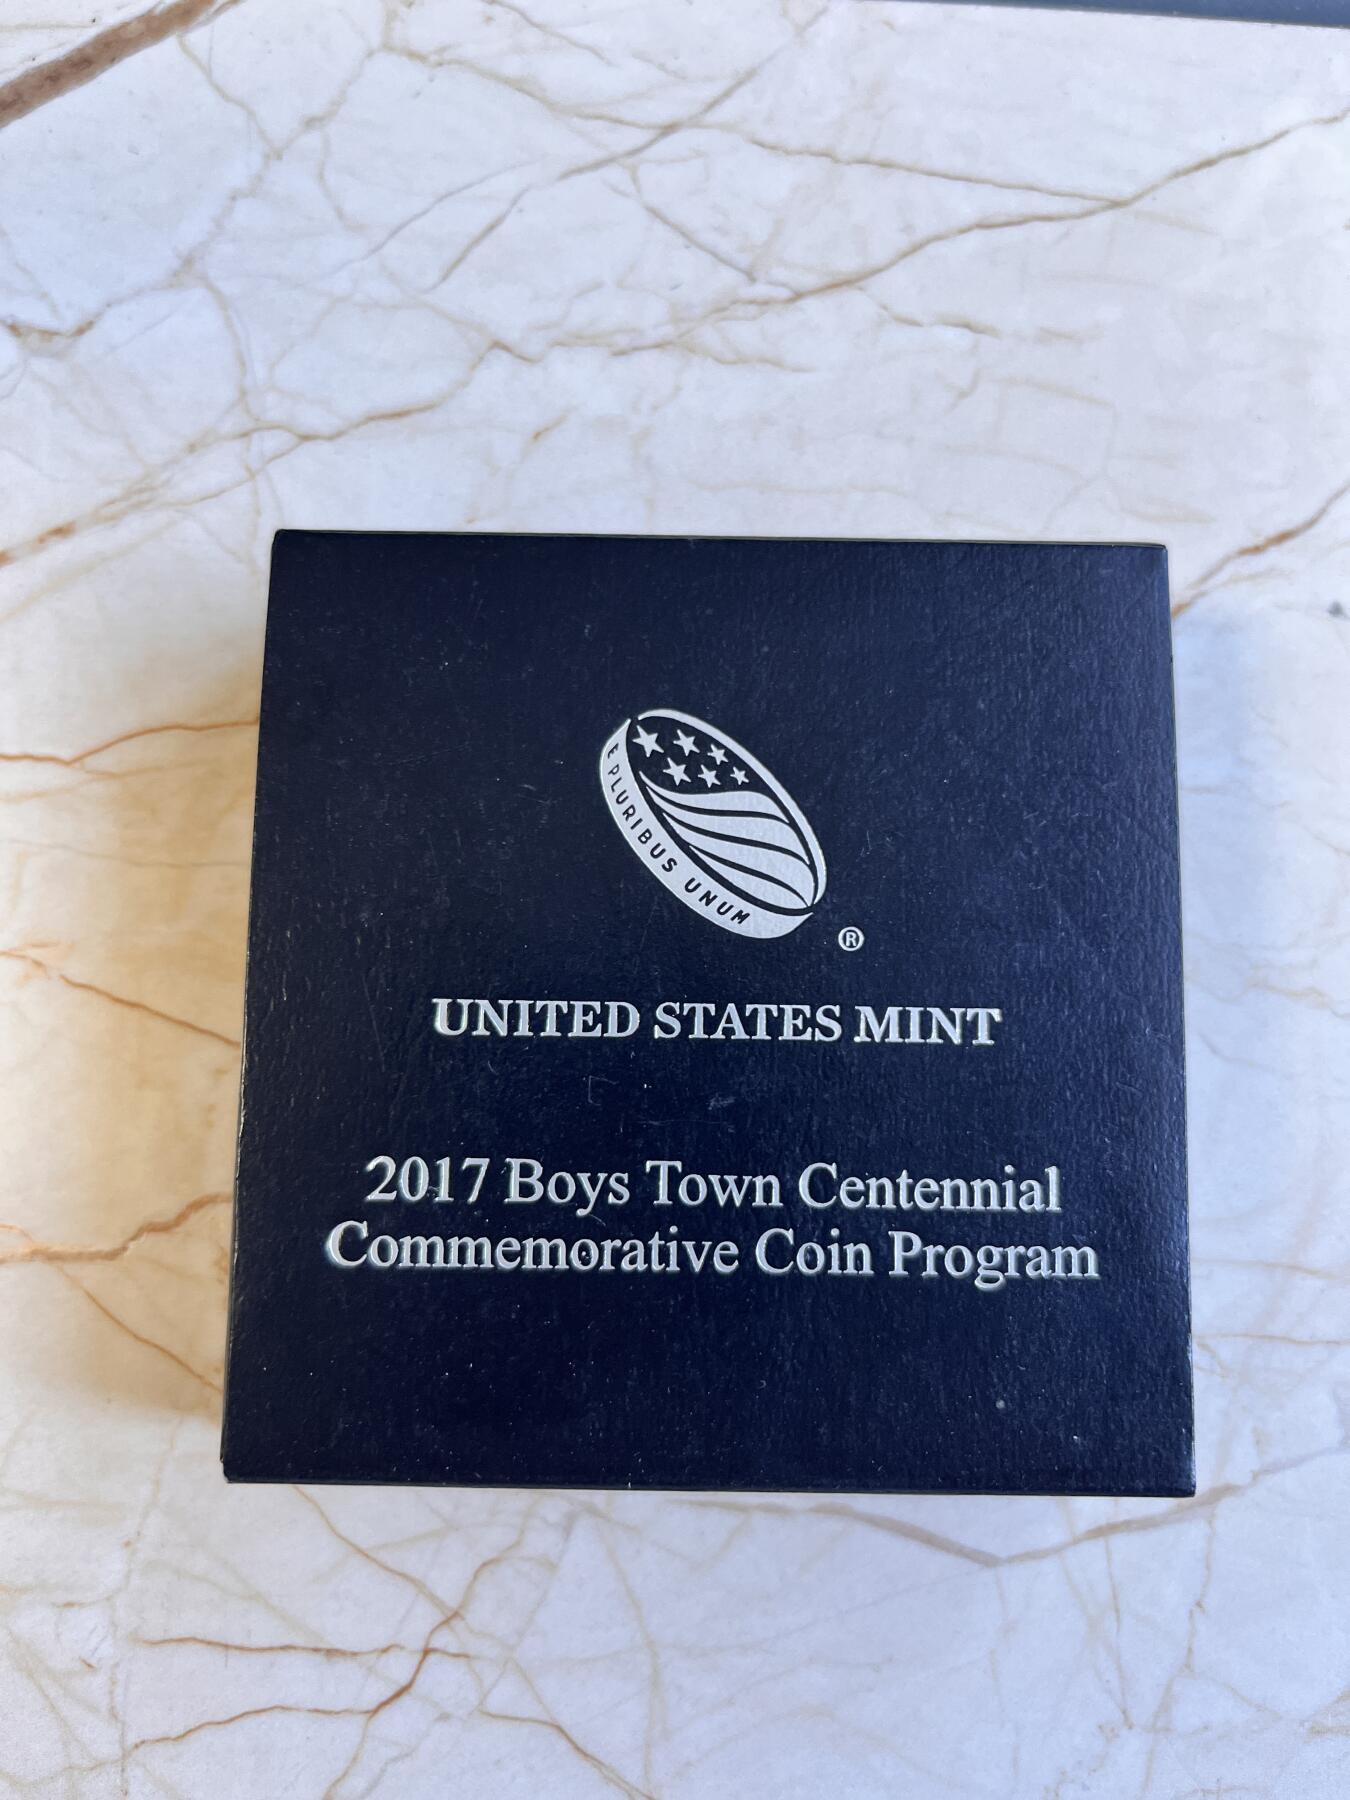 E PLURIBUS UNUM
®
UNITED STATES MINT
2017 Boys Town Centennial
Commemorative Coin Program